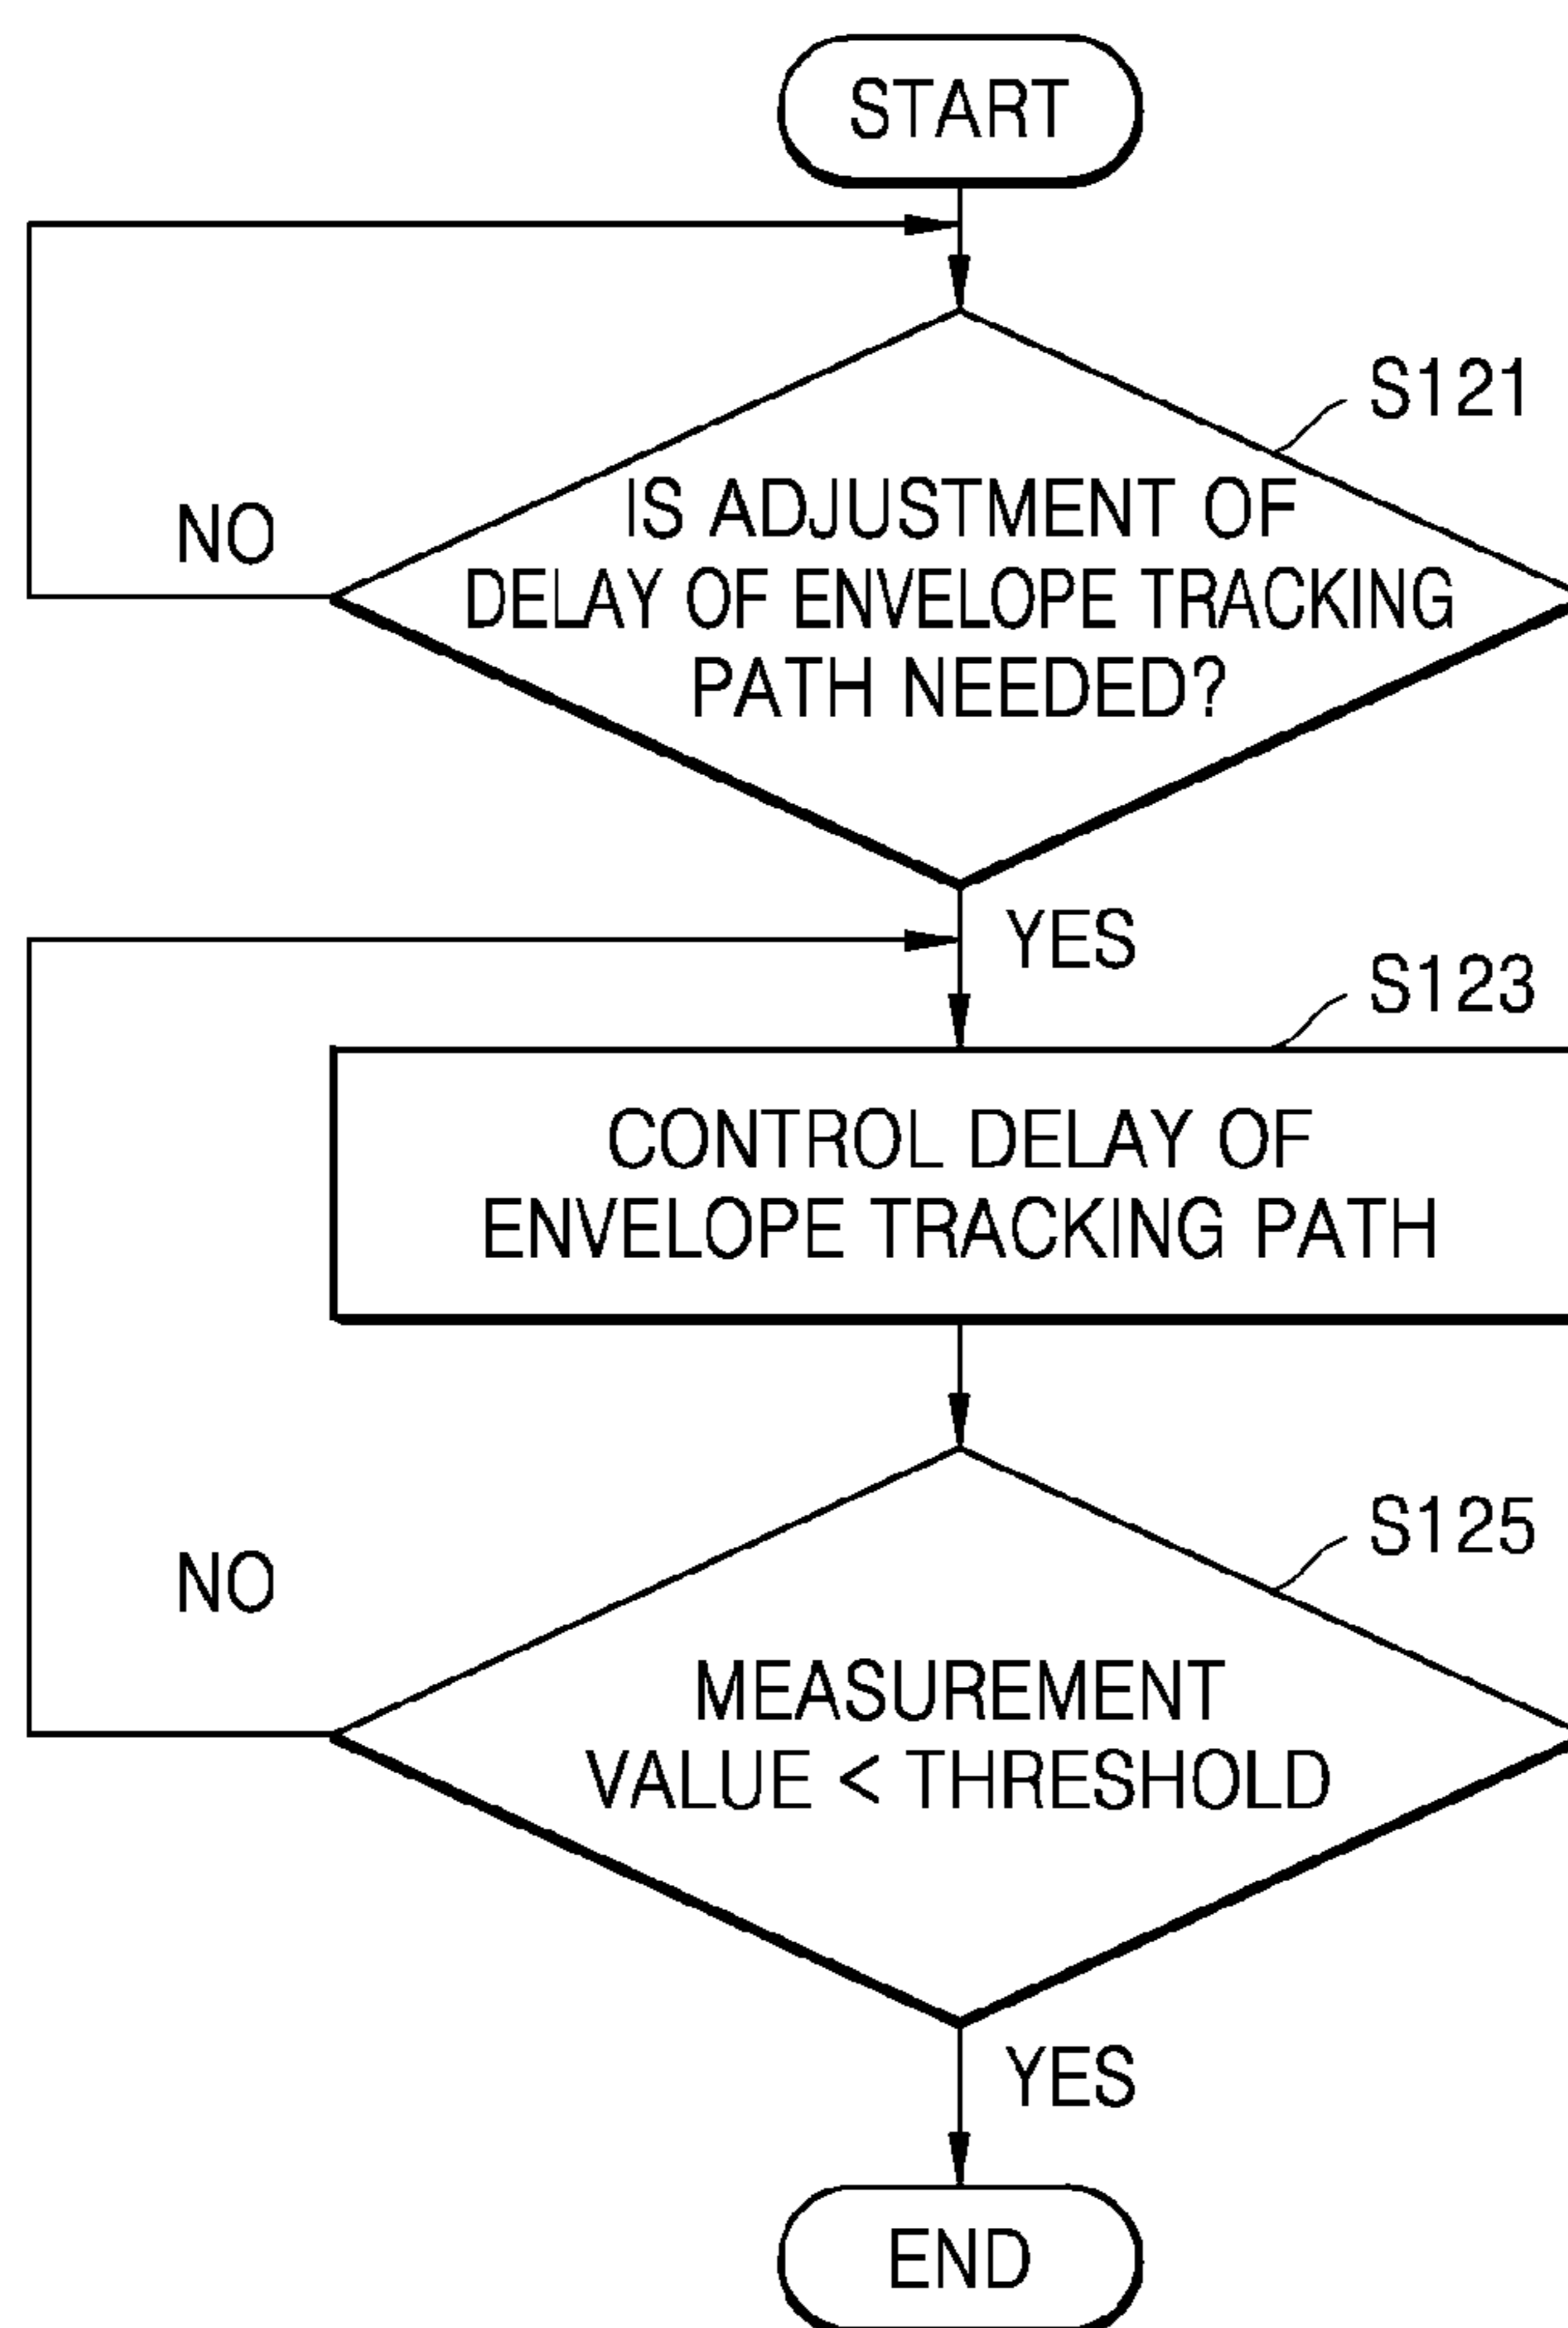 START
S121
IS ADJUSTMENT OF
DELAY OF ENVELOPE TRACKING
PATH NEEDED?
NO
YES
S123
CONTROL DELAY OF
ENVELOPE TRACKING PATH
S125
NO
MEASUREMENT
VALUE < THRESHOLD
YES
END